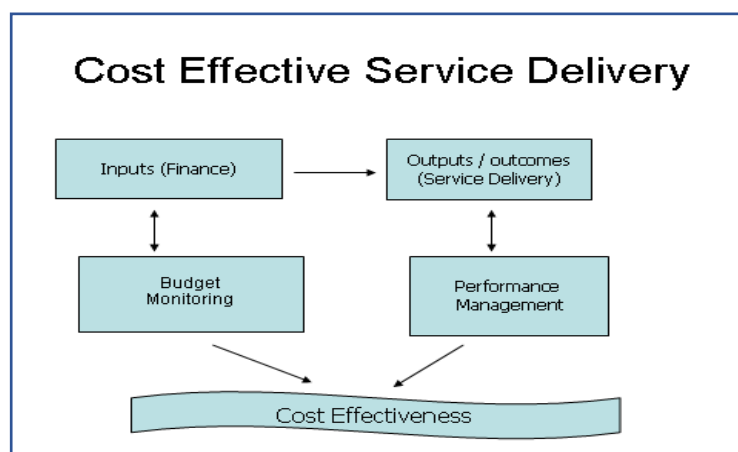 Cost Effective Service Delivery
Inputs (Finance)
Outputs / outcomes
(Service Delivery)
Budget
Monitoring
Performance
Management
Cost Effectiveness